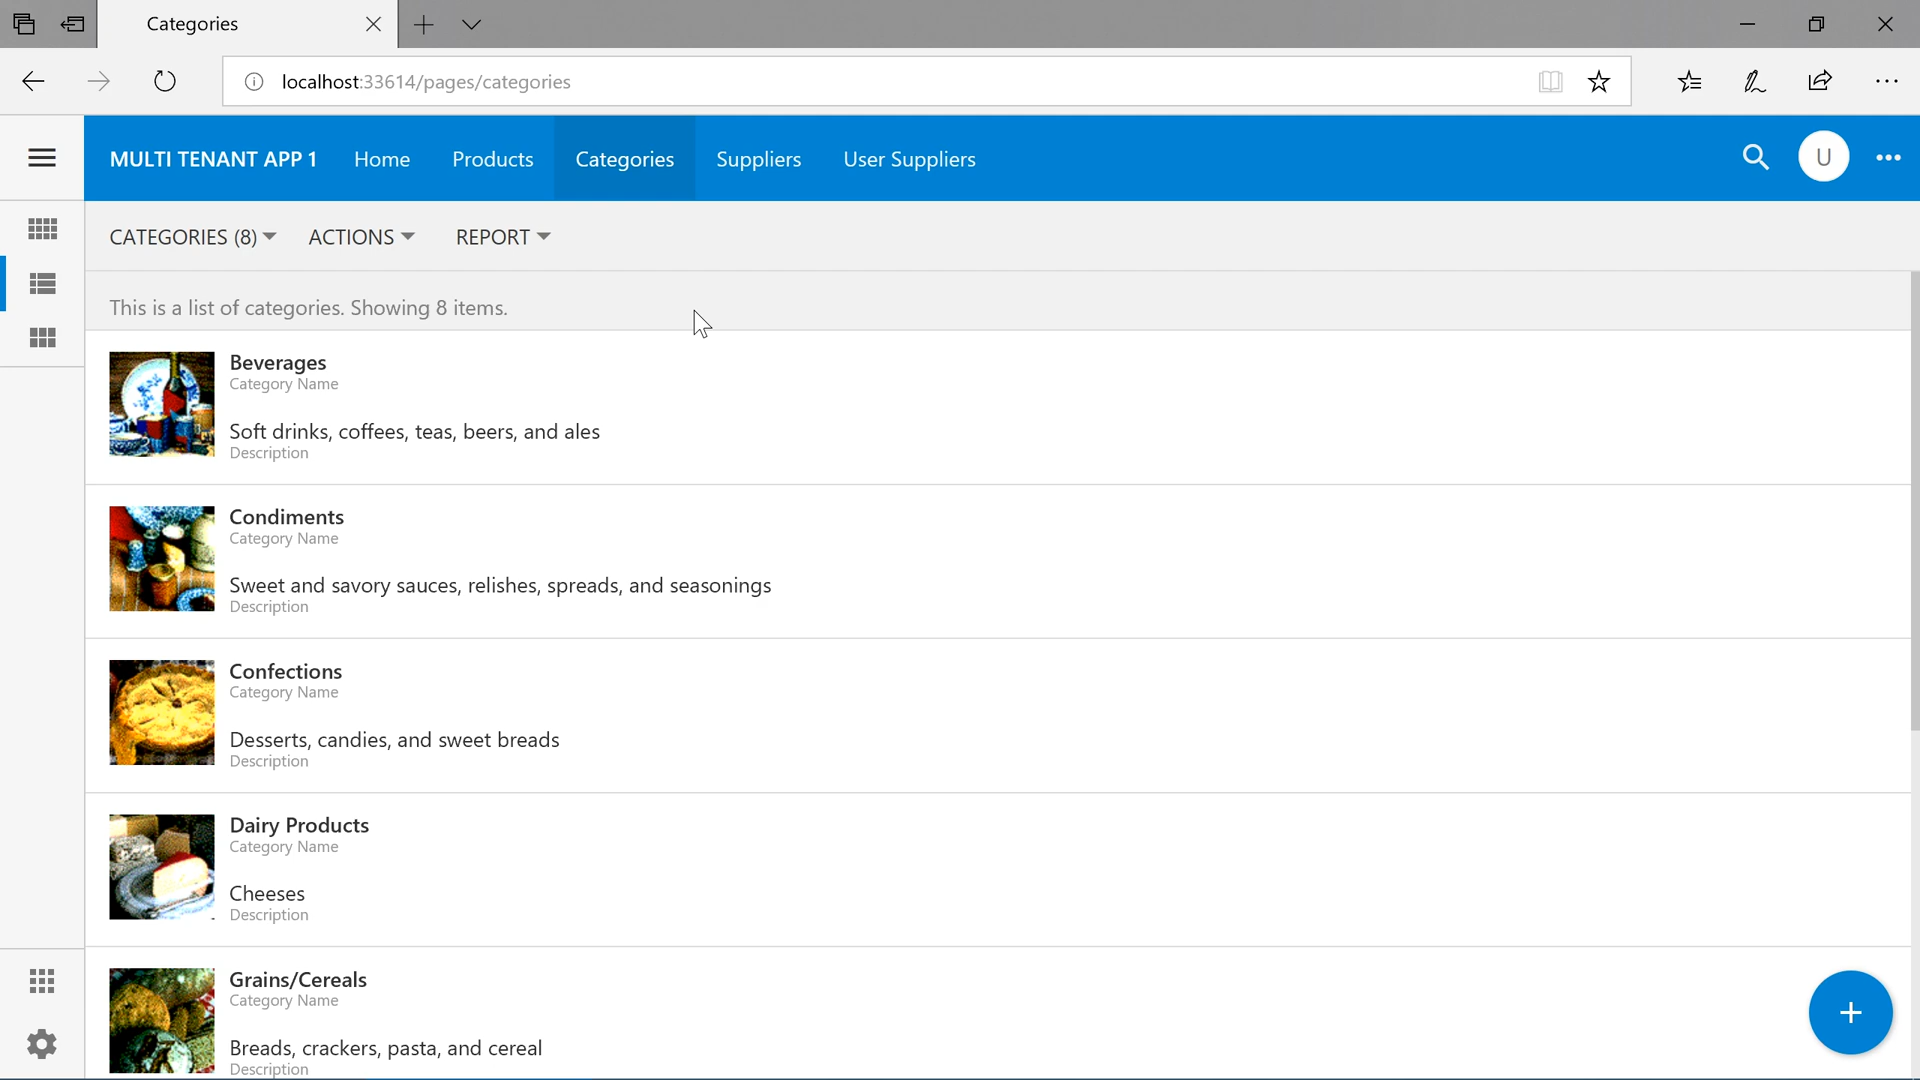 Categories
localhost:33614/pages/categories
MULTI TENANT APP 1 Home Products Categories Suppliers User Suppliers U
CATEGORIES (8) ACTIONS REPORT
This is a list of categories. Showing 8 items.
Beverages
Category Name
Soft drinks, coffees, teas, beers, and ales
Description
Condiments
Category Name
Sweet and savory sauces, relishes, spreads, and seasonings
Description
Confections
Category Name
Desserts, candies, and sweet breads
Description
Dairy Products
Category Name
Cheeses
Description
Grains/Cereals
Category Name
Breads, crackers, pasta, and cereal
Description